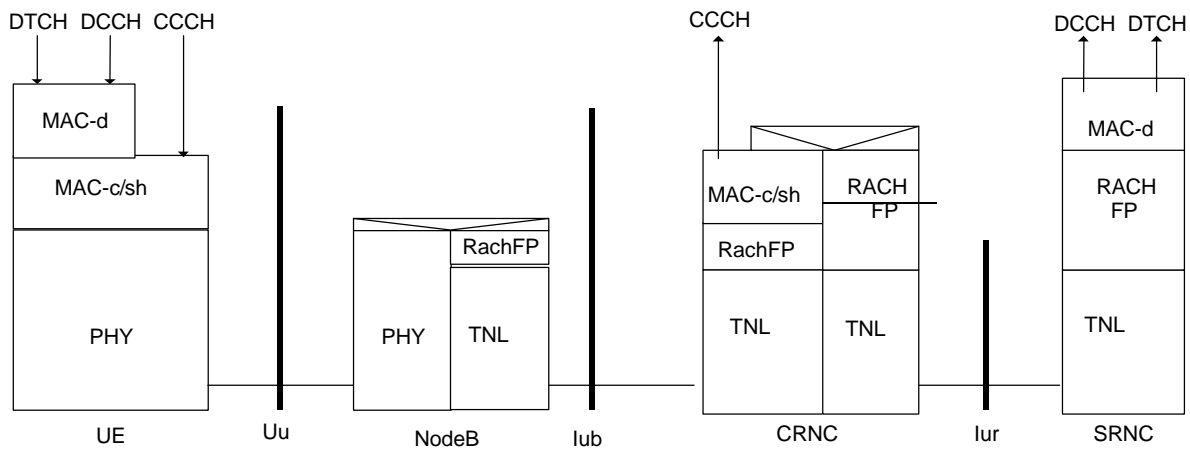 DTCH DCCH CCCH CCCH DCCH DTCH
MAC-d MAC-d
MAC-c/sh MAC-c/sh RACH FP RACH FP
RachFP RachFP
PHY PHY TNL TNL TNL TNL
UE Uu NodeB Iub CRNC Iur SRNC